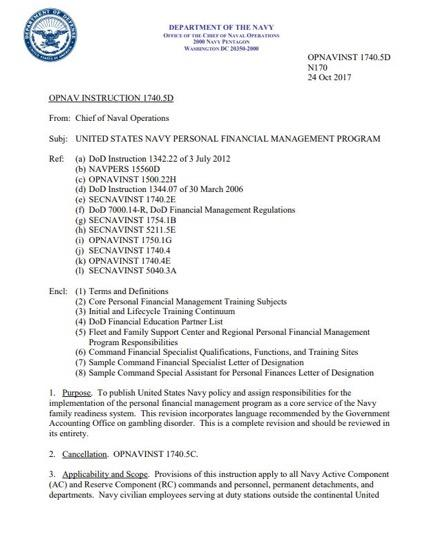 DEPARTMENT OF THE NAVY
OFFICE OF THE CHIEF OF NAVAL OPERATIONS
2000 NAVY PENTAGON
WASHINGTON DC 20350-2000
OPNAVINST 1740.5D
N170
24 Oct 2017
OPNAV INSTRUCTION 1740.5D
From: Chief of Naval Operations
Subj: UNITED STATES NAVY PERSONAL FINANCIAL MANAGEMENT PROGRAM
Ref: (a) DoD Instruction 1342.22 of 3 July 2012
(b) NAVPERS 15560D
(c) OPNAVINST 1500.22H
(d) DoD Instruction 1344.07 of 30 March 2006
(e) SECNAVINST 1740.2E
(f) DoD 7000.14-R, DoD Financial Management Regulations
(g) SECNAVINST 1754.1B
(h) SECNAVINST 5211.5E
(i) OPNAVINST 1750.1G
(j) SECNAVINST 1740.4
(k) OPNAVINST 1740.4E
(l) SECNAVINST 5040.3A
Encl: (1) Terms and Definitions
(2) Core Personal Financial Management Training Subjects
(3) Initial and Lifecycle Training Continuum
(4) DoD Financial Education Partner List
(5) Fleet and Family Support Center and Regional Personal Financial Management
Program Responsibilities
(6) Command Financial Specialist Qualifications, Functions, and Training Sites
(7) Sample Command Financial Specialist Letter of Designation
(8) Sample Command Special Assistant for Personal Finances Letter of Designation
1. Purpose. To publish United States Navy policy and assign responsibilities for the
implementation of the personal financial management program as a core service of the Navy
family readiness system. This revision incorporates language recommended by the Government
Accounting Office on gambling disorder. This is a complete revision and should be reviewed in
its entirety.
2. Cancellation. OPNAVINST 1740.5C.
3. Applicability and Scope. Provisions of this instruction apply to all Navy Active Component
(AC) and Reserve Component (RC) commands and personnel, permanent detachments, and
departments. Navy civilian employees serving at duty stations outside the continental United